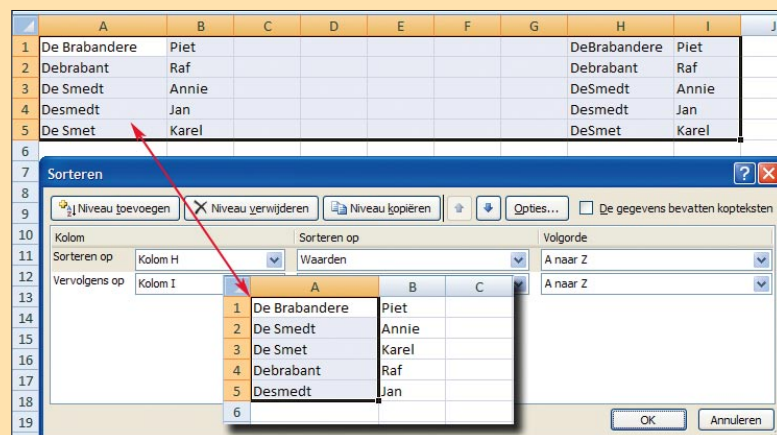 A B C D E F G H I J
1 De Brabandere Piet DeBrabandere Piet
2 Debrabant Raf Debrabant Raf
3 De Smedt Annie DeSmedt Annie
4 Desmedt Jan Desmedt Jan
5 De Smet Karel DeSmet Karel
6
7 Sorteren
8
9 Niveau toevoegen Niveau verwijderen Niveau kopiëren Opties... De gegevens bevatten kopteksten
10 Kolom Sorteren op Volgorde
11 Sorteren op Kolom H Waarden A naar Z
12 Vervolgens op Kolom I A naar Z
A B C
13
1 De Brabandere Piet
14
2 De Smedt Annie
15
3 De Smet Karel
16
4 Debrabant Raf
17
5 Desmedt Jan
18
6
19 OK Annuleren